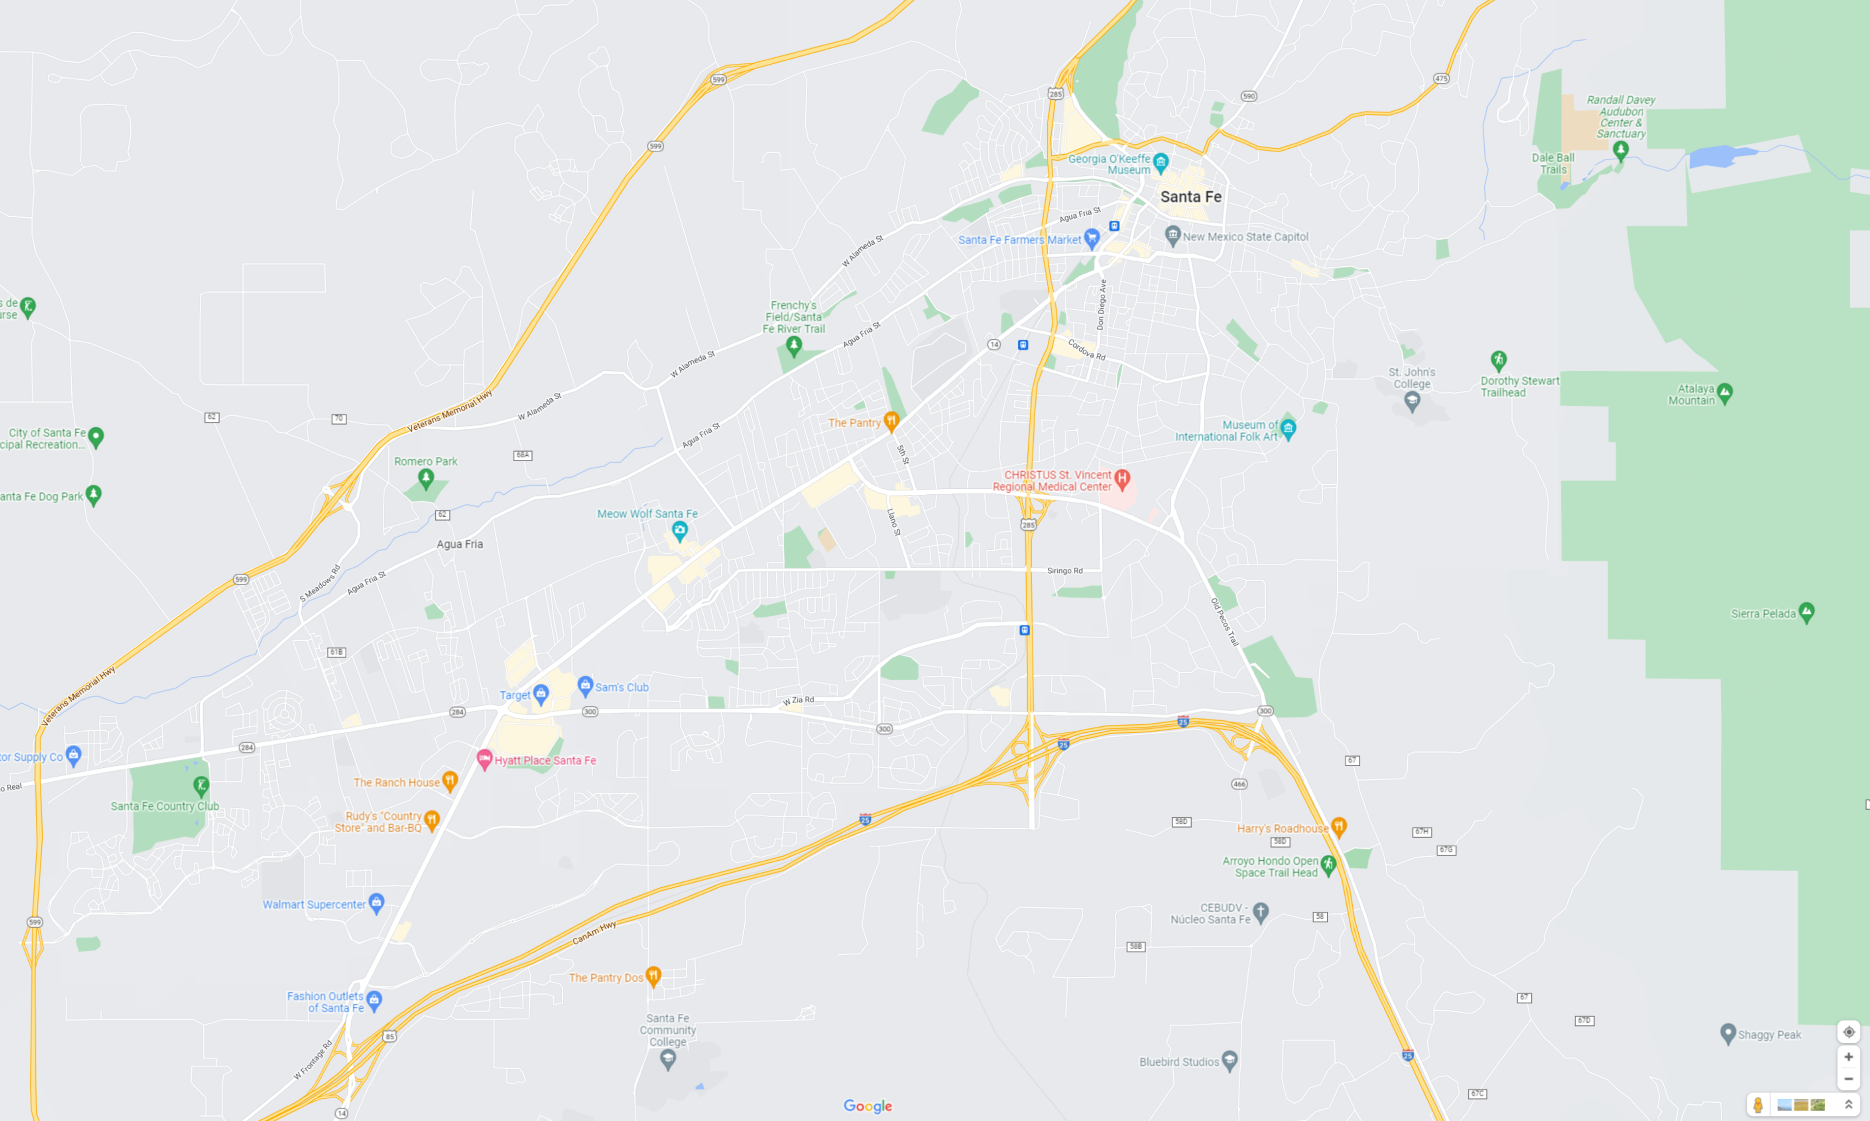 599
285
590
475
599
Randall Davey
Audubon
Center &
Sanctuary
Dale Ball
Trails
Georgia O'Keeffe
Museum
Santa Fe
Agua Fria St
Santa Fe Farmers Market
New Mexico State Capitol
W Alameda St
Don Diego Ave
Frenchy's
Field/Santa
Fe River Trail
Agua Fria St
14
Cordova Rd
W Alameda St
St. John's
College
Dorothy Stewart
Trailhead
Atalaya
Mountain
Veterans Memorial Hwy
W Alameda St
62
70
The Pantry
Agua Fria St
Museum of
International Folk Art
City of Santa Fe
cipal Recreation...
68A
5th St
Romero Park
CHRISTUS St. Vincent
Regional Medical Center
anta Fe Dog Park
62
Meow Wolf Santa Fe
Llano St
285
Agua Fria
599
S Meadows Rd
Agua Fria St
Siringo Rd
Old Pecos Trail
Sierra Pelada
61B
Veterans Memorial Hwy
Target
Sam's Club
W Zia Rd
284
300
300
300
25
25
284
tor Supply Co
Hyatt Place Santa Fe
67
466
o Real
The Ranch House
Santa Fe Country Club
Rudy's "Country
Store" and Bar-BQ
25
58D
Harry's Roadhouse
67H
58D
67G
Arroyo Hondo Open
Space Trail Head
Walmart Supercenter
CEBUDV -
Núcleo Santa Fe
58
599
CanAm Hwy
58B
The Pantry Dos
Fashion Outlets
of Santa Fe
67
Santa Fe
Community
College
85
67D
Shaggy Peak
W Frontage Rd
Bluebird Studios
25
67C
Google
14
s de
urse